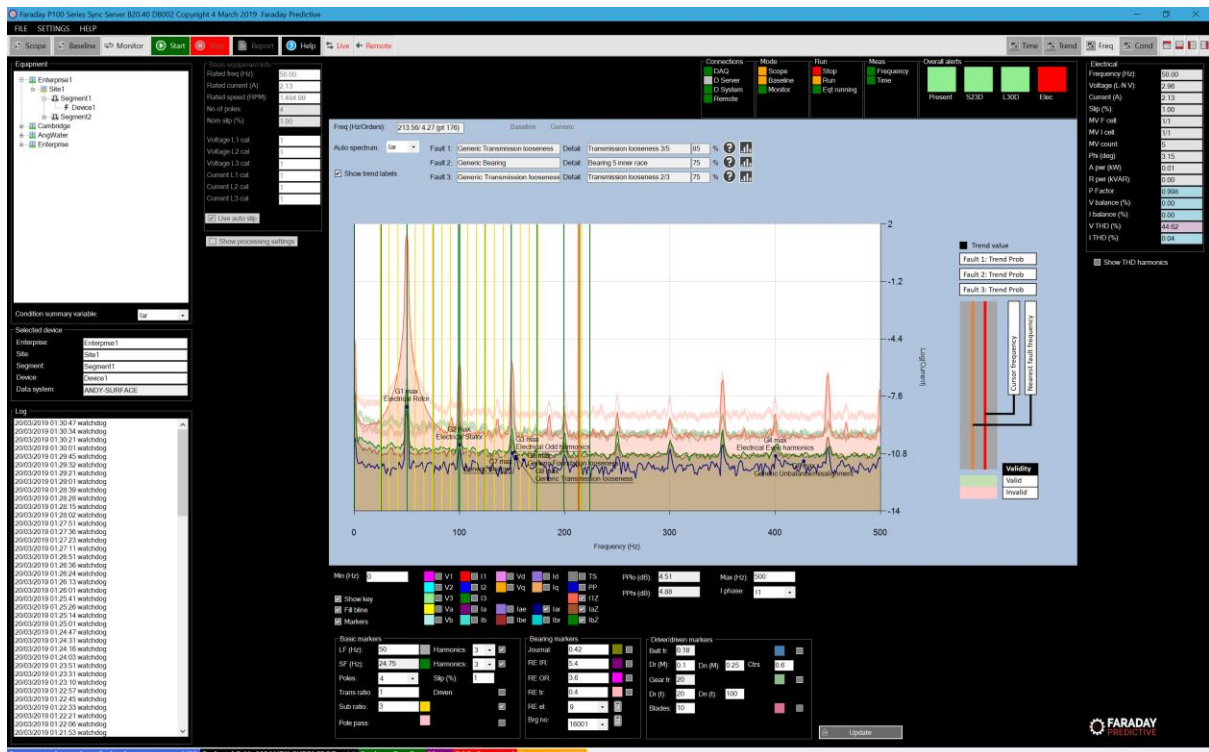 Faraday P100 Series Sync Server B20.40 DB002 Copyright 4 March 2019 Faraday Predictive
FILE SETTINGS HELP
Scope Baseline Monitor Start Report Help Live Remote Time Trend Freq Cond
Equipment
Enterprise1
Site1
Segment1
Device1
Segment2
Cambridge
AngWater
Enterprise
Condition summary variable: Iar
Selected device
Enterprise: Enterprise1
Site: Site1
Segment: Segment1
Device: Device1
Data system: ANDY-SURFACE
Log
20/03/2019 01:30:47 watchdog
20/03/2019 01:30:34 watchdog
20/03/2019 01:30:21 watchdog
20/03/2019 01:30:01 watchdog
20/03/2019 01:29:45 watchdog
20/03/2019 01:29:32 watchdog
20/03/2019 01:29:21 watchdog
20/03/2019 01:29:01 watchdog
20/03/2019 01:28:39 watchdog
20/03/2019 01:28:28 watchdog
20/03/2019 01:28:15 watchdog
20/03/2019 01:28:02 watchdog
20/03/2019 01:27:51 watchdog
20/03/2019 01:27:36 watchdog
20/03/2019 01:27:23 watchdog
20/03/2019 01:27:11 watchdog
20/03/2019 01:26:51 watchdog
20/03/2019 01:26:36 watchdog
20/03/2019 01:26:24 watchdog
20/03/2019 01:26:13 watchdog
20/03/2019 01:26:01 watchdog
20/03/2019 01:25:41 watchdog
20/03/2019 01:25:26 watchdog
20/03/2019 01:25:14 watchdog
20/03/2019 01:25:01 watchdog
20/03/2019 01:24:47 watchdog
20/03/2019 01:24:31 watchdog
20/03/2019 01:24:16 watchdog
20/03/2019 01:24:03 watchdog
20/03/2019 01:23:51 watchdog
20/03/2019 01:23:31 watchdog
20/03/2019 01:23:10 watchdog
20/03/2019 01:22:57 watchdog
20/03/2019 01:22:45 watchdog
20/03/2019 01:22:33 watchdog
20/03/2019 01:22:21 watchdog
20/03/2019 01:22:06 watchdog
20/03/2019 01:21:53 watchdog
Basic equipment info
Rated freq (Hz): 50.00
Rated current (A): 2.13
Rated speed (RPM): 1,484.99
No of poles: 4
Nom slip (%): 1.00
Voltage L1 cal: 1
Voltage L2 cal: 1
Voltage L3 cal: 1
Current L1 cal: 1
Current L2 cal: 1
Current L3 cal: 1
Use auto slip
Show processing settings
Connections
DAQ
D Server
D System
Remote
Mode
Scope
Baseline
Monitor
Run
Stop
Run
Eqt running
Meas
Frequency
Time
Overall alerts
Present S23D L30D Elec
Freq (Hz/Orders): 213.56/ 4.27 (pt 176) Baseline Generic
Auto spectrum: Iar Fault 1: Generic Transmission looseness Detail: Transmission looseness 3/5 85 %
Fault 2: Generic Bearing Detail: Bearing 5 inner race 75 %
Show trend labels Fault 3: Generic Transmission looseness Detail: Transmission looseness 2/3 75 %
-2
-1.2
-4.4
-7.6
-10.8
-14
Log(Current)
G1 max
Electrical Rotor
G2 max
Electrical Stator
G3 max
Electrical Odd harmonics
G4 max
Electrical Even harmonics
G7 max
Generic Foundation looseness
Generic Unbalance/misalignment
Generic Transmission looseness
0 100 200 300 400 500
Frequency (Hz)
Trend value
Fault 1: Trend Prob
Fault 2: Trend Prob
Fault 3: Trend Prob
Cursor frequency
Nearest fault frequency
Validity
Valid
Invalid
Electrical
Frequency (Hz): 50.00
Voltage (L-N V): 2.96
Current (A): 2.13
Slip (%): 1.00
MV F cell: 1/1
MV I cell: 1/1
MV count: 5
Phi (deg): 3.15
A pwr (kW): 0.01
R pwr (kVAR): 0.00
P Factor: 0.998
V balance (%): 0.00
I balance (%): 0.00
V THD (%): 44.62
I THD (%): 0.04
Show THD harmonics
Min (Hz): 0
Show key
Fill bline
Markers
V1 I1 Vd Id TS
V2 I2 Vq Iq PP
V3 I3 I1Z
Va Ia Iae Iar IaZ
Vb Ib Ibe Ibr IbZ
PPlo (dB): 4.51 Max (Hz): 500
PPhi (dB): 4.88 I phase: I1
Basic markers
LF (Hz): 50 Harmonics: 3
SF (Hz): 24.75 Harmonics: 3
Poles: 4 Slip (%): 1
Trans ratio: 1 Driven:
Sub ratio: 3
Pole pass:
Bearing markers
Journal: 0.42
RE IR: 5.4
RE OR: 3.6
RE fr: 0.4
RE el: 9
Brg no: 16001
Driver/driven markers
Belt fr: 0.18
Dr (M): 0.1 Dn (M): 0.25 Ctrs 0.6
Gear fr: 20
Dr (t): 20 Dn (t): 100
Blades: 10
Update
FARADAY
PREDICTIVE